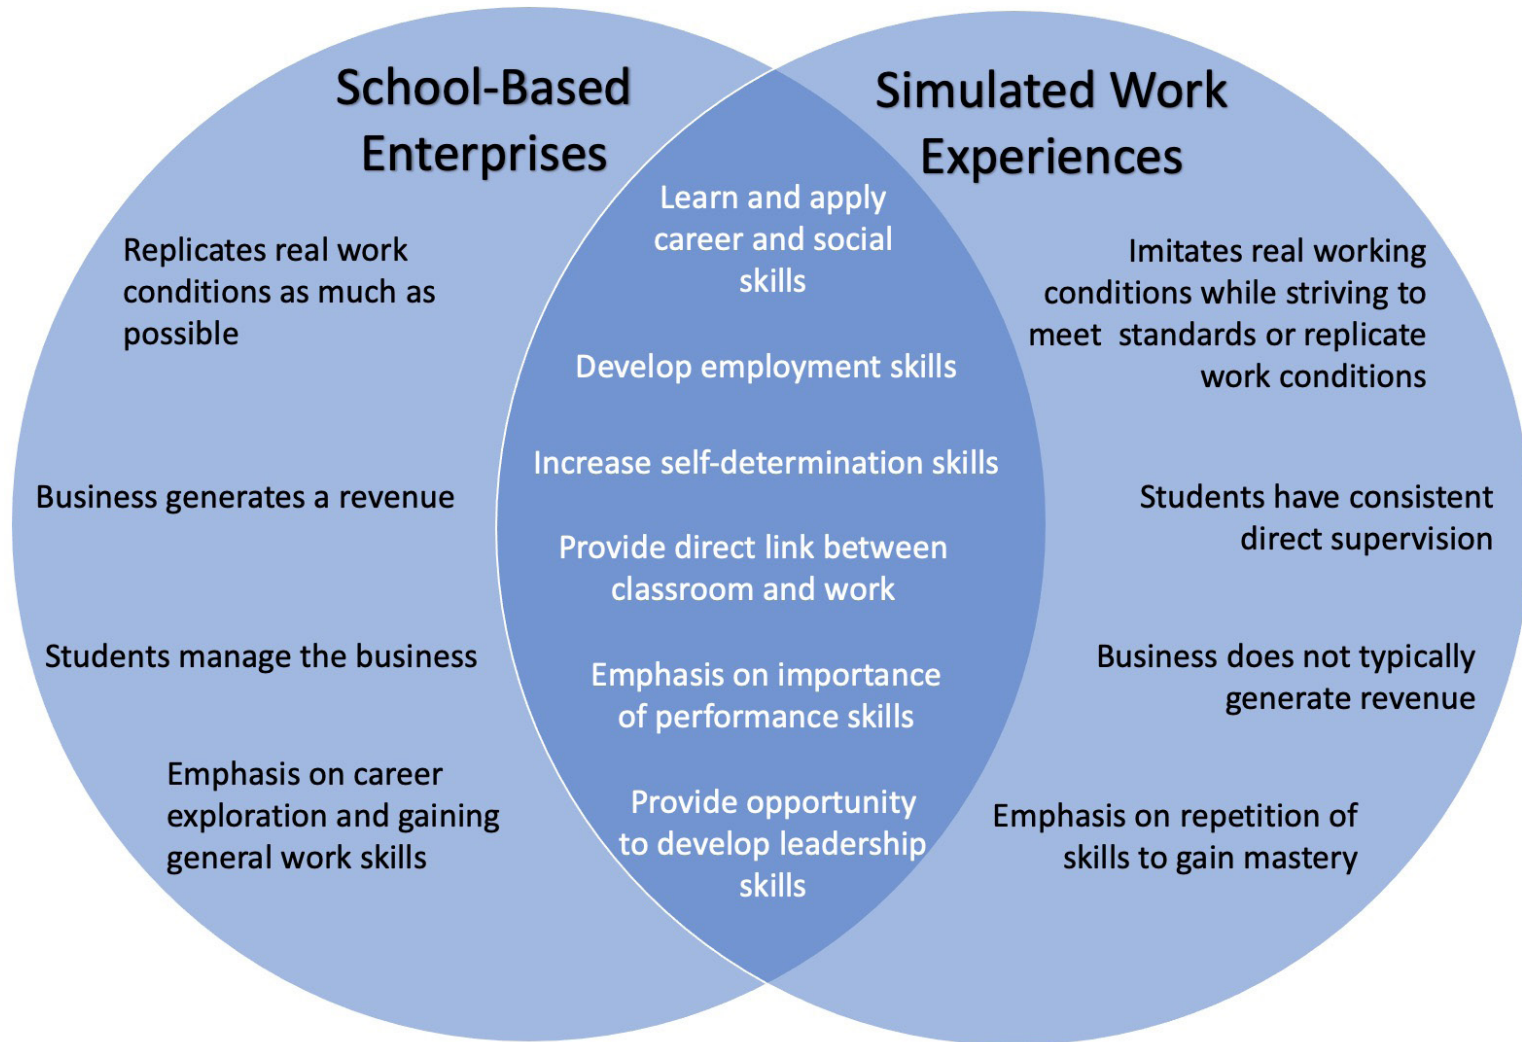 School-Based
Enterprises
Replicates real work
conditions as much as
possible
Business generates a revenue
Students manage the business
Emphasis on career
exploration and gaining
general work skills
Learn and apply
career and social
skills
Develop employment skills
Increase self-determination skills
Provide direct link between
classroom and work
Emphasis on importance
of performance skills
Provide opportunity
to develop leadership
skills
Simulated Work
Experiences
Imitates real working
conditions while striving to
meet  standards or replicate
work conditions
Students have consistent
direct supervision
Business does not typically
generate revenue
Emphasis on repetition of
skills to gain mastery